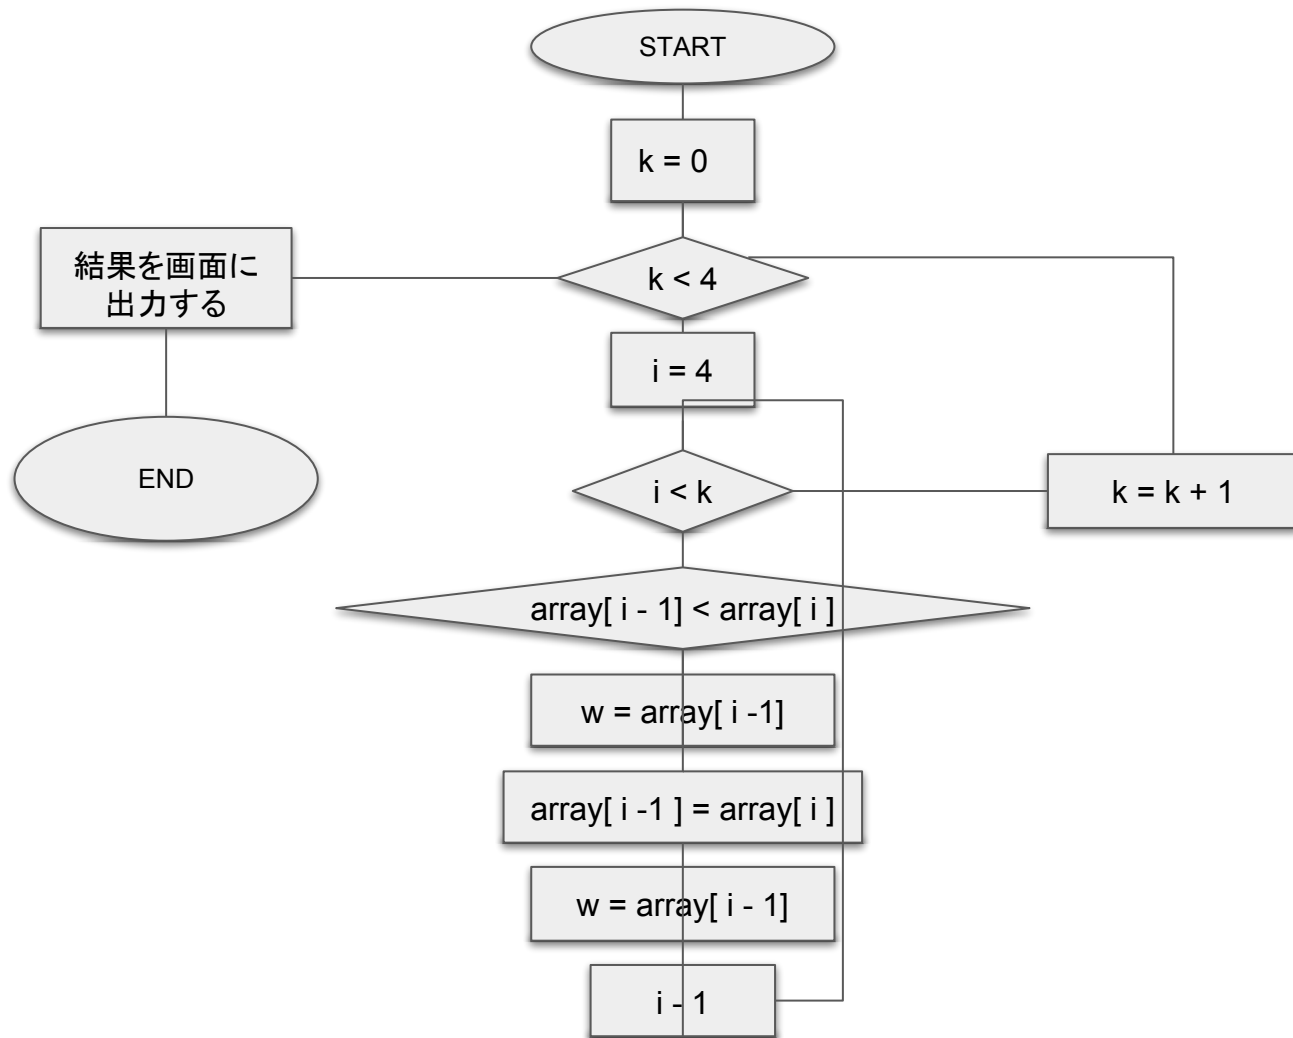 START
k = 0
k < 4
結果を画面に
出力する
i = 4
END
i < k
k = k + 1
array[ i - 1] < array[ i ]
w = array[ i -1]
array[ i -1 ] = array[ i ]
w = array[ i - 1]
i - 1